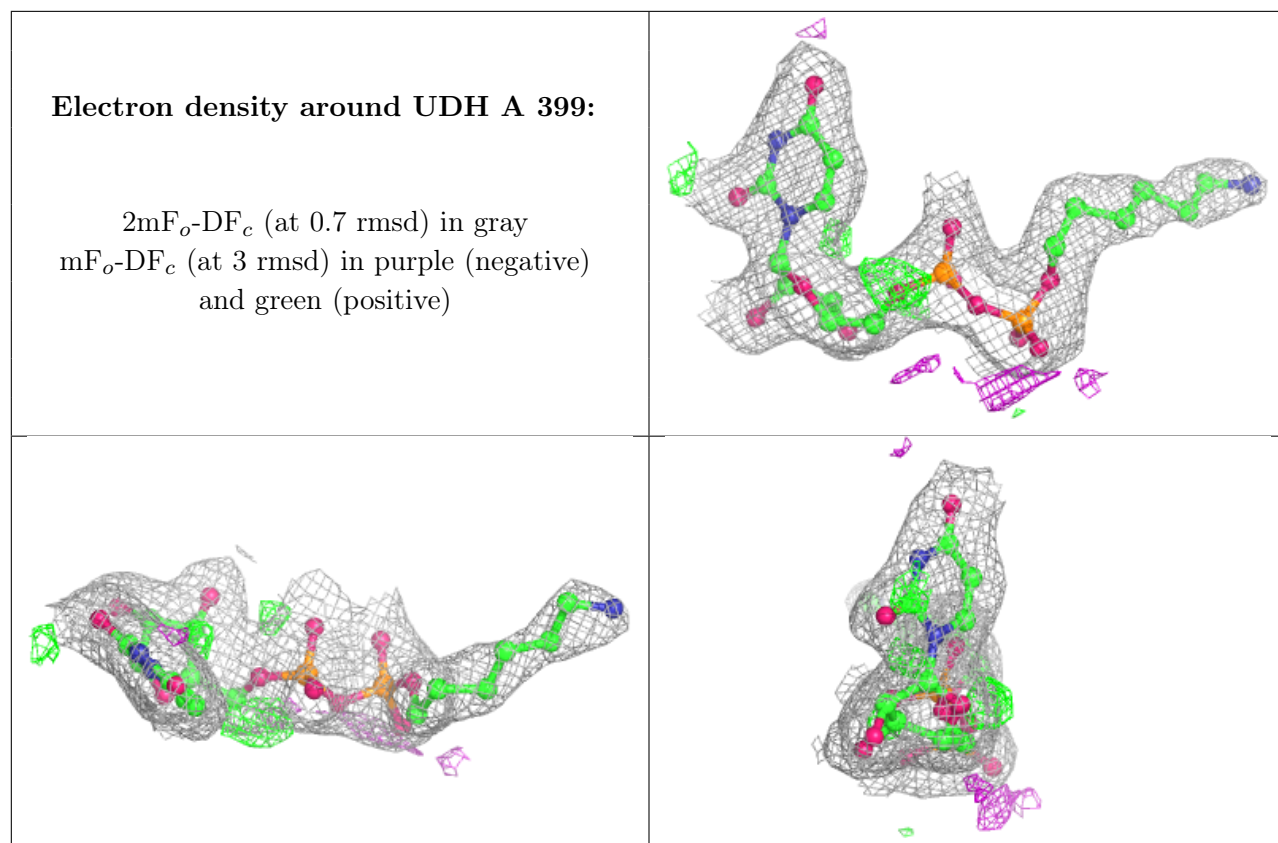 Electron density around UDH A 399:
2mFo-DFc (at 0.7 rmsd) in gray
mFo-DFc (at 3 rmsd) in purple (negative)
and green (positive)